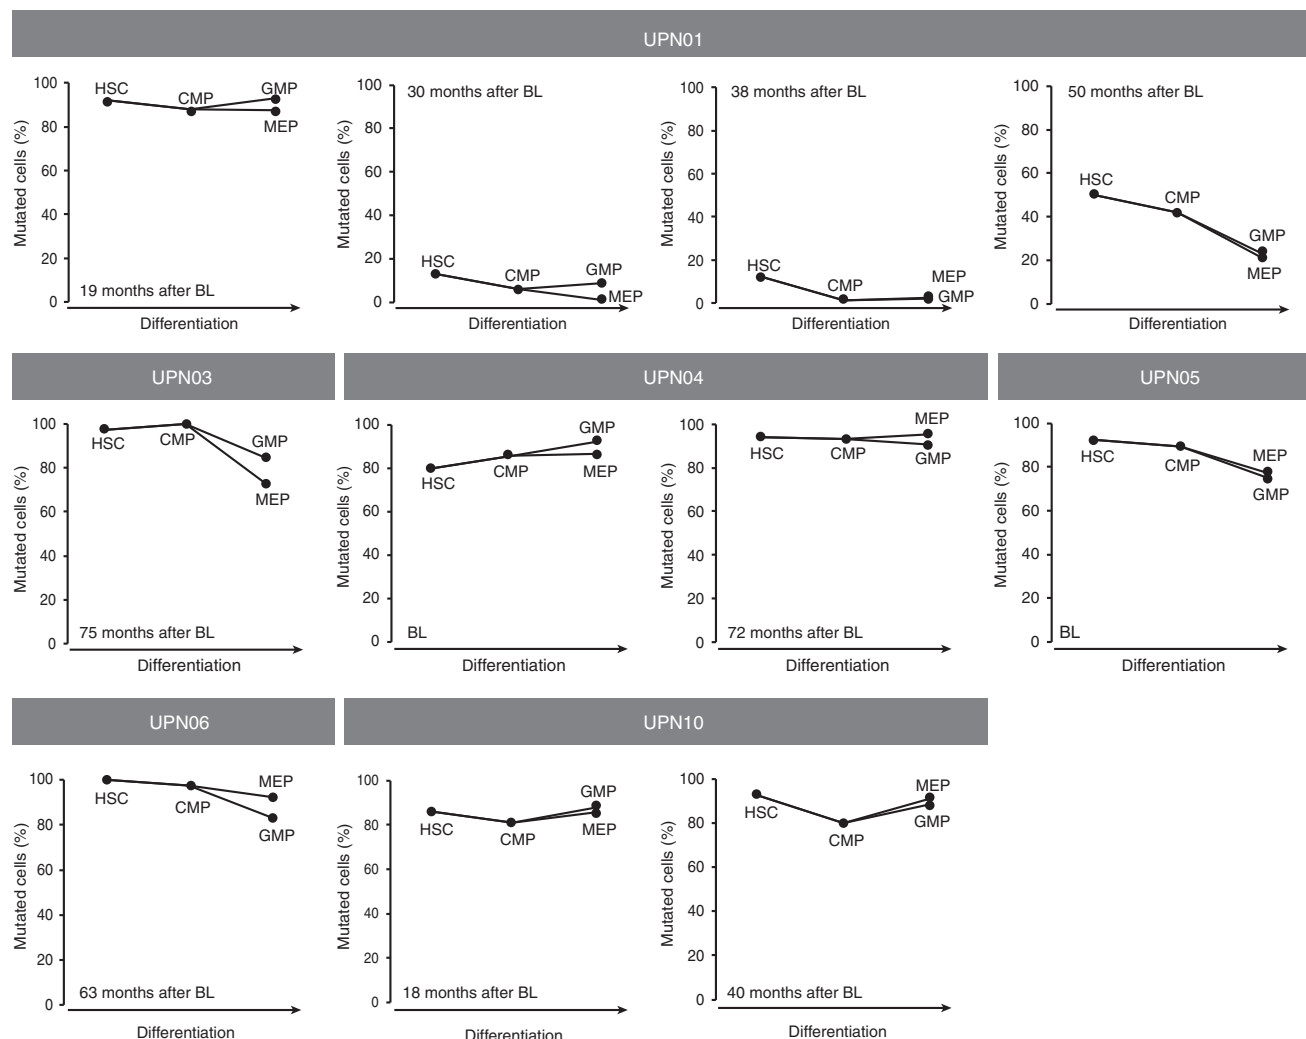 UPN01
Mutated cells (%)
100
80
60
40
20
0
HSC
CMP
GMP
MEP
19 months after BL
Differentiation
Mutated cells (%)
100
80
60
40
20
0
30 months after BL
HSC
CMP
GMP
MEP
Differentiation
Mutated cells (%)
100
80
60
40
20
0
38 months after BL
HSC
CMP
MEP
GMP
Differentiation
Mutated cells (%)
100
80
60
40
20
0
50 months after BL
HSC
CMP
GMP
MEP
Differentiation
UPN03
Mutated cells (%)
100
80
60
40
20
0
HSC
CMP
GMP
MEP
75 months after BL
Differentiation
UPN04
Mutated cells (%)
100
80
60
40
20
0
HSC
CMP
GMP
MEP
BL
Differentiation
Mutated cells (%)
100
80
60
40
20
0
HSC
CMP
MEP
GMP
72 months after BL
Differentiation
UPN05
Mutated cells (%)
100
80
60
40
20
0
HSC
CMP
MEP
GMP
BL
Differentiation
UPN06
Mutated cells (%)
100
80
60
40
20
0
HSC
CMP
MEP
GMP
63 months after BL
Differentiation
UPN10
Mutated cells (%)
100
80
60
40
20
0
HSC
CMP
GMP
MEP
18 months after BL
Differentiation
Mutated cells (%)
100
80
60
40
20
0
HSC
CMP
MEP
GMP
40 months after BL
Differentiation